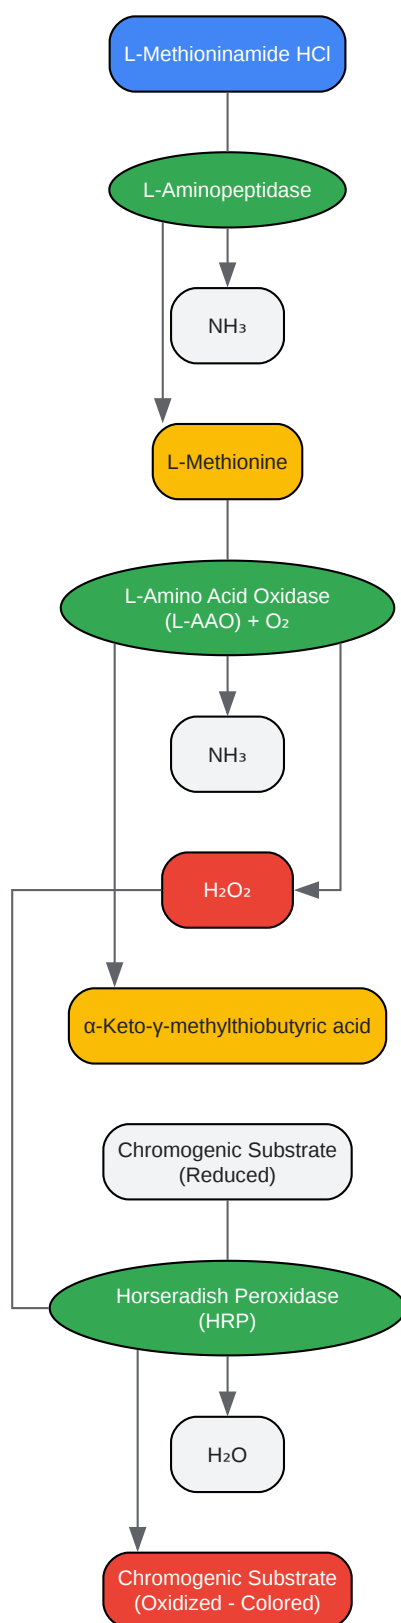 L-Methioninamide HCl
L-Aminopeptidase
NH₃
L-Methionine
L-Amino Acid Oxidase
(L-AAO) + O₂
NH₃
H₂O₂
α-Keto-γ-methylthiobutyric acid
Chromogenic Substrate
(Reduced)
Horseradish Peroxidase
(HRP)
H₂O
Chromogenic Substrate
(Oxidized - Colored)